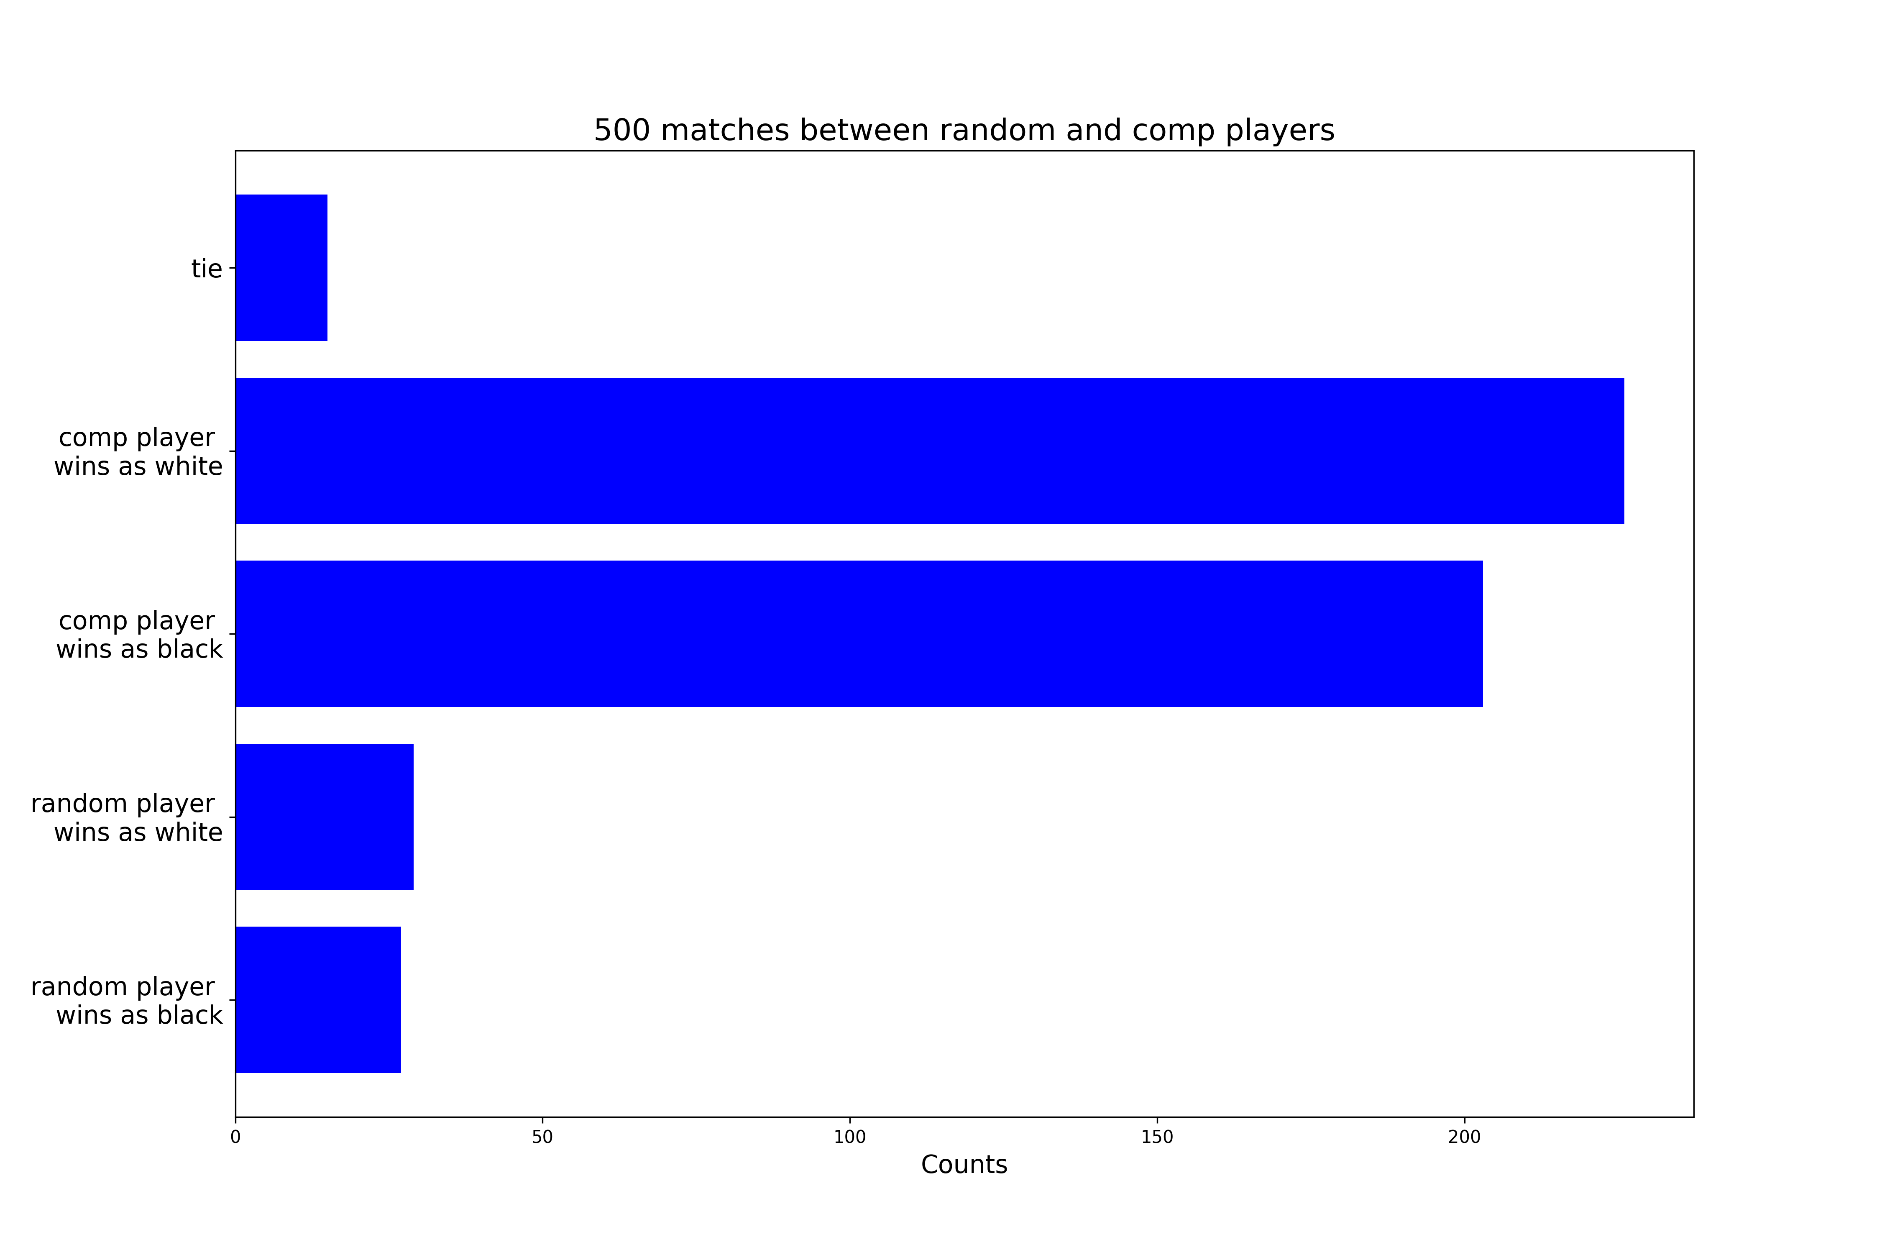 500 matches between random and comp players
tie
comp player
wins as white
comp player
wins as black
random player
wins as white
random player
wins as black
0 50 100 150 200
Counts